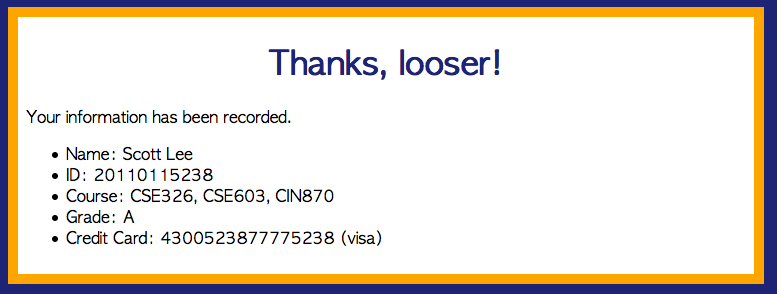 Thanks, looser!
Your information has been recorded.
• Name: Scott Lee
• ID: 20110115238
• Course: CSE326, CSE603, CIN870
• Grade: A
• Credit Card: 4300523877775238 (visa)